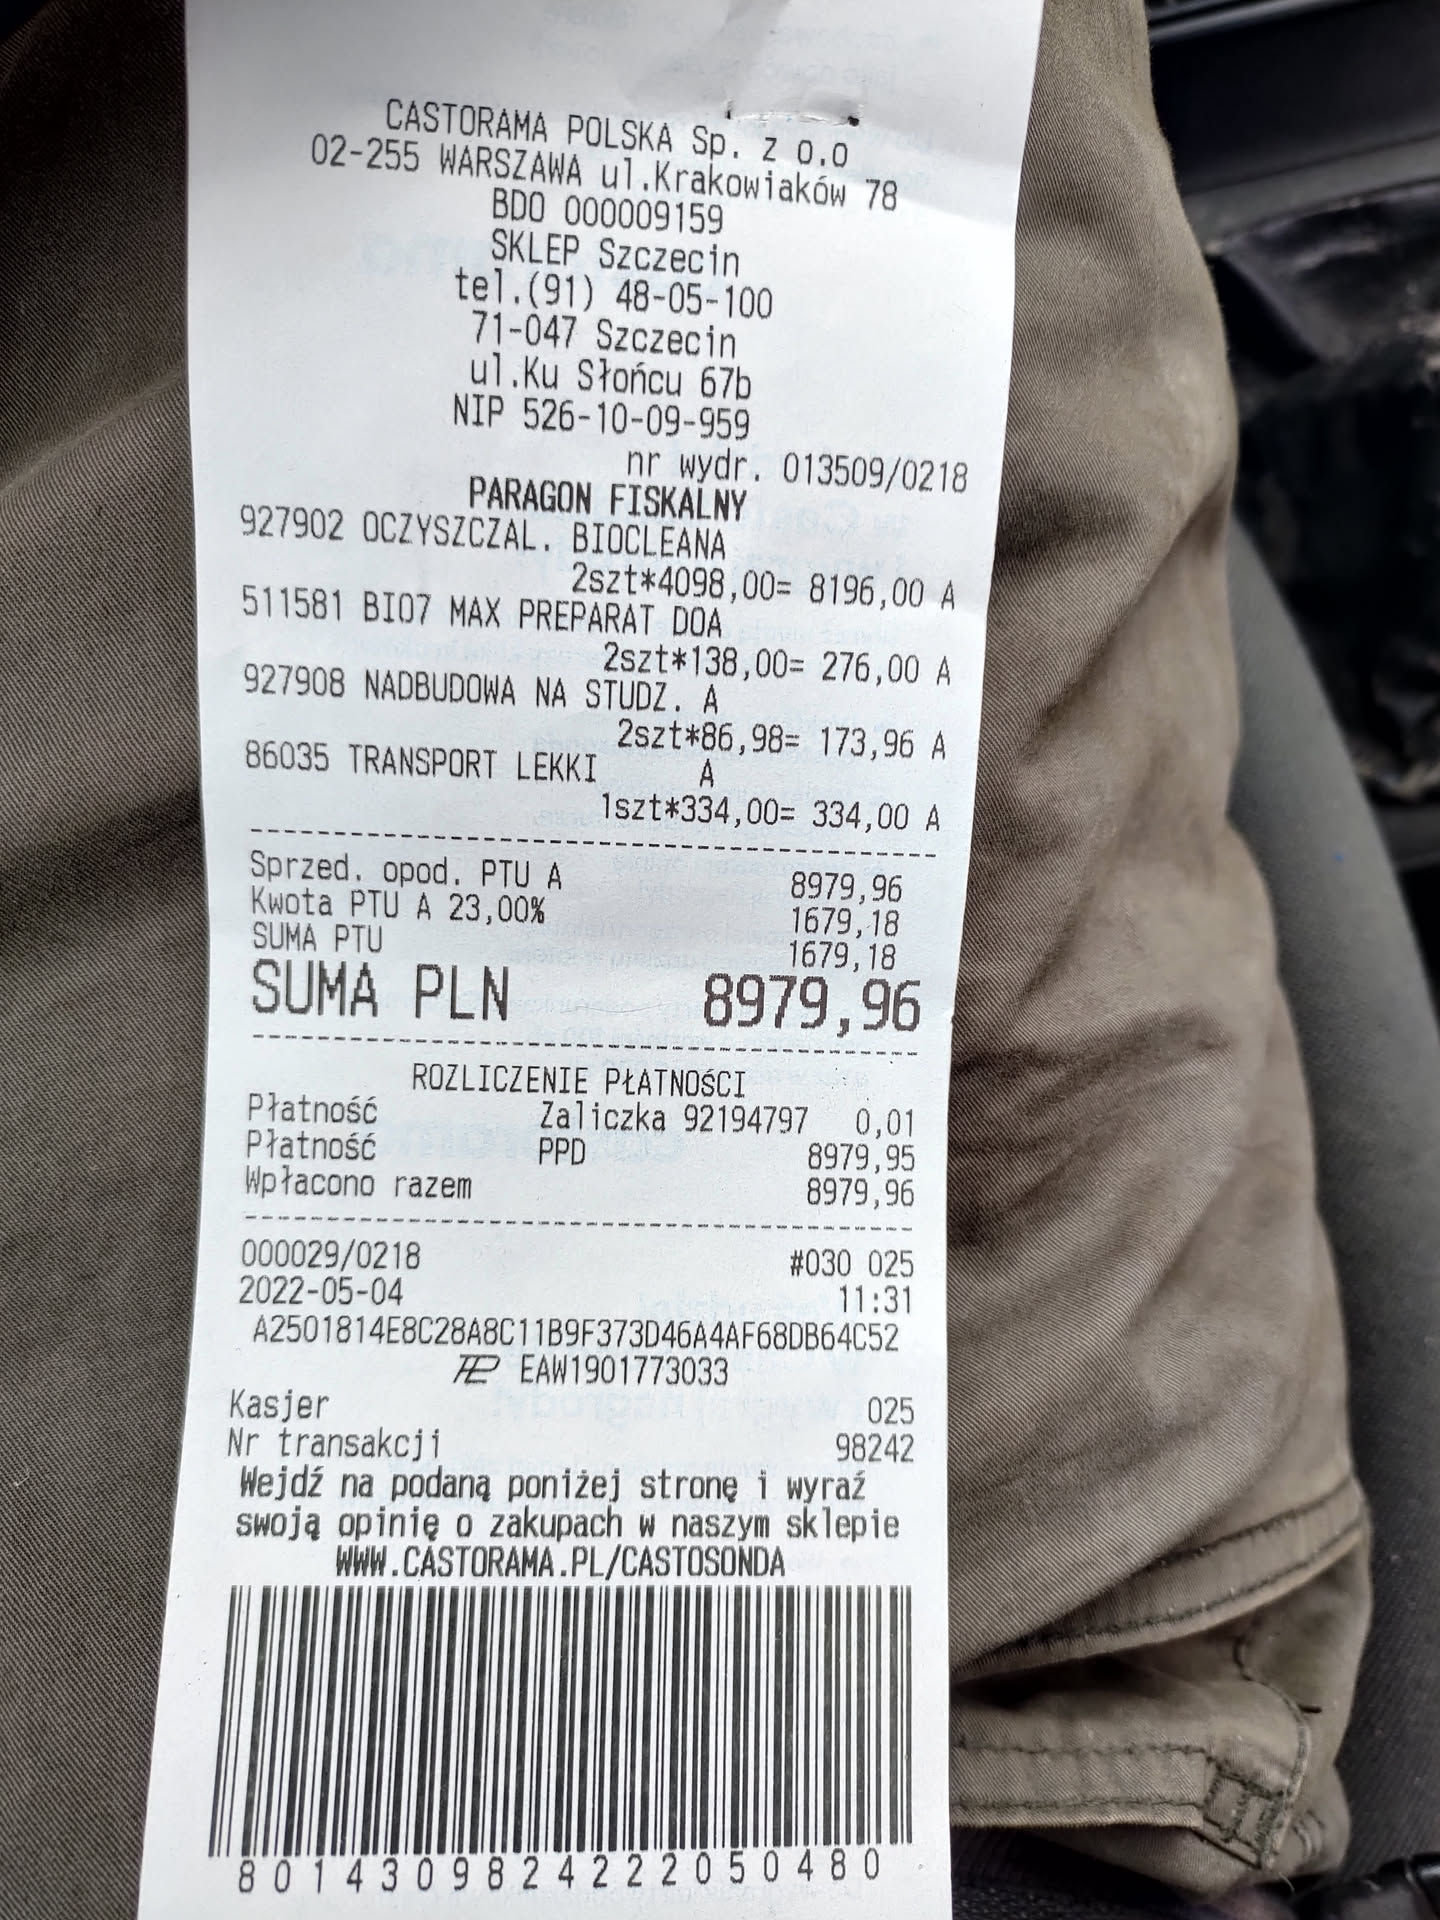 CASTORAMA POLSKA Sp. z o.o
02-255 WARSZAWA ul.Krakowiaków 78
BDO 000009159
SKLEP Szczecin
tel.(91) 48-05-100
71-047 Szczecin
ul.Ku Słońcu 67b
NIP 526-10-09-959
nr wydr. 013509/0218
PARAGON FISKALNY
927902 OCZYSZCZAL. BIOCLEANA
2szt*4098,00= 8196,00 A
511581 BIO7 MAX PREPARAT DOA
2szt*138,00= 276,00 A
927908 NADBUDOWA NA STUDZ. A
2szt*86,98= 173,96 A
86035 TRANSPORT LEKKI A
1szt*334,00= 334,00 A
Sprzed. opod. PTU A 8979,96
Kwota PTU A 23,00% 1679,18
SUMA PTU 1679,18
SUMA PLN 8979,96
ROZLICZENIE PŁATNOŚCI
Płatność Zaliczka 92194797 0,01
Płatność PPD 8979,95
Wpłacono razem 8979,96
000029/0218 #030 025
2022-05-04 11:31
A2501814E8C28A8C11B9F373D46A4AF68DB64C52
EAW1901773033
Kasjer 025
Nr transakcji 98242
Wejdź na podaną poniżej stronę i wyraź
swoją opinię o zakupach w naszym sklepie
WWW.CASTORAMA.PL/CASTOSONDA
8014309824222050480